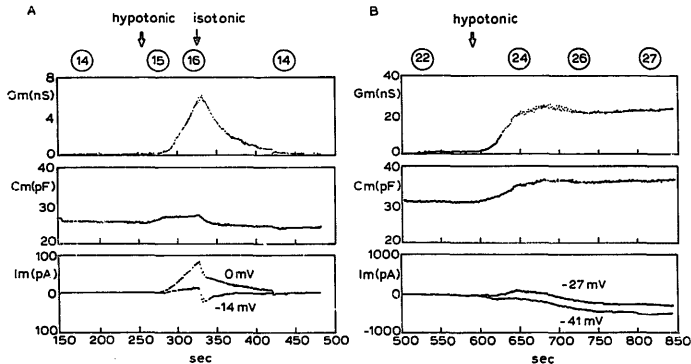 A
B
hypotonic isotonic
hypotonic
14 15 16 14
22 24 26 27
8
Gm(nS)
4
0
40
Gm(nS)
20
0
40
Cm(pF)
30
20
40
Cm(pF)
30
20
100
Im(pA)
0
100
0 mV
-14 mV
1000
Im(pA)
0
-1000
-27 mV
-41 mV
150 200 250 300 350 400 450 500
sec
500 550 600 650 700 750 800 850
sec